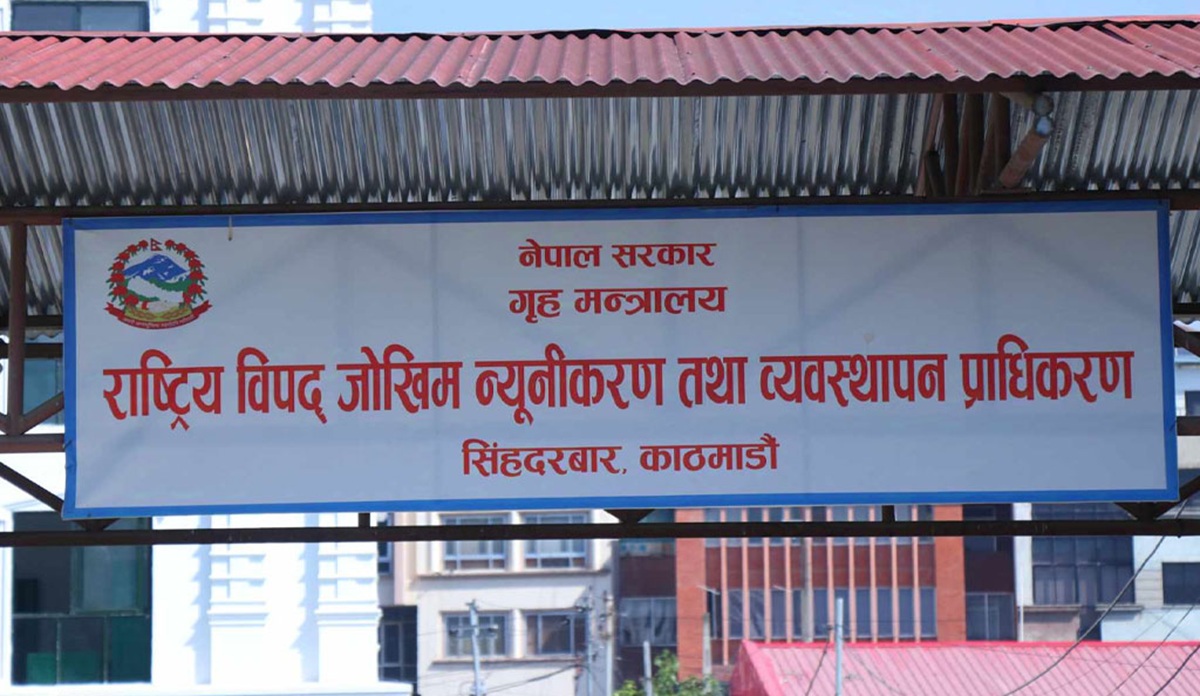 नेपाल सरकार
गृह मन्त्रालय
राष्ट्रिय विपद् जोखिम न्यूनीकरण तथा व्यवस्थापन प्राधिकरण
सिंहदरबार, काठमाडौं